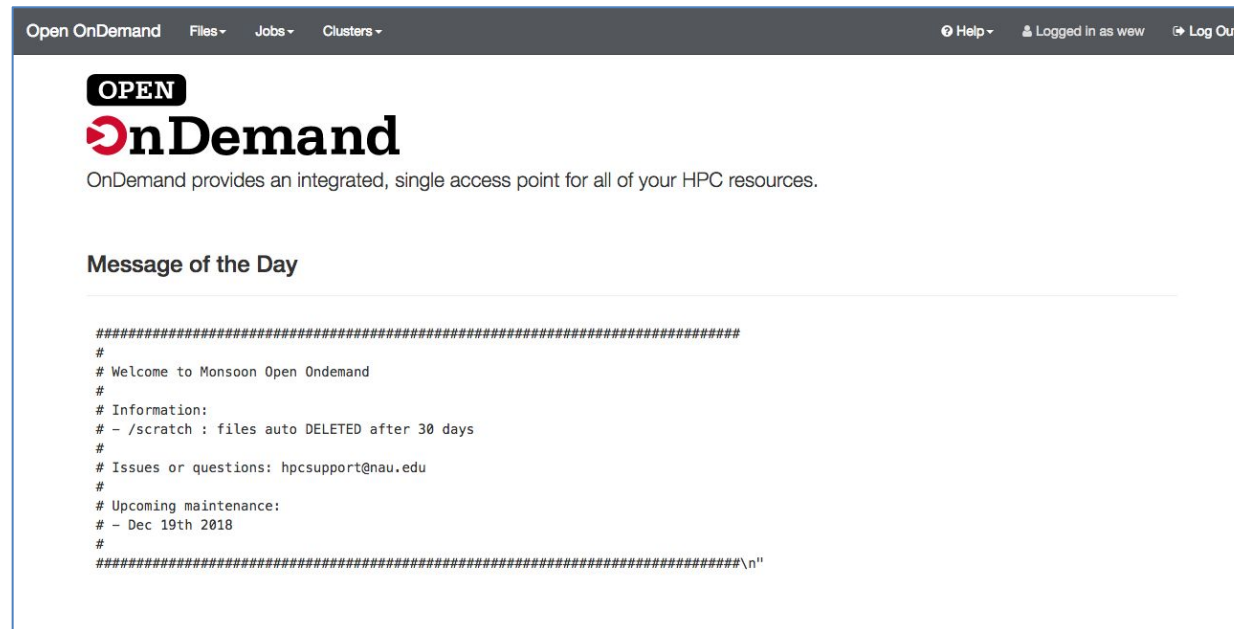 Open OnDemand Files Jobs Clusters Help Logged in as wew Log Out
OPEN
OnDemand
OnDemand provides an integrated, single access point for all of your HPC resources.
Message of the Day
################################################################################
#
# Welcome to Monsoon Open Ondemand
#
# Information:
# - /scratch : files auto DELETED after 30 days
#
# Issues or questions: hpcsupport@nau.edu
#
# Upcoming maintenance:
# - Dec 19th 2018
#
################################################################################\n"